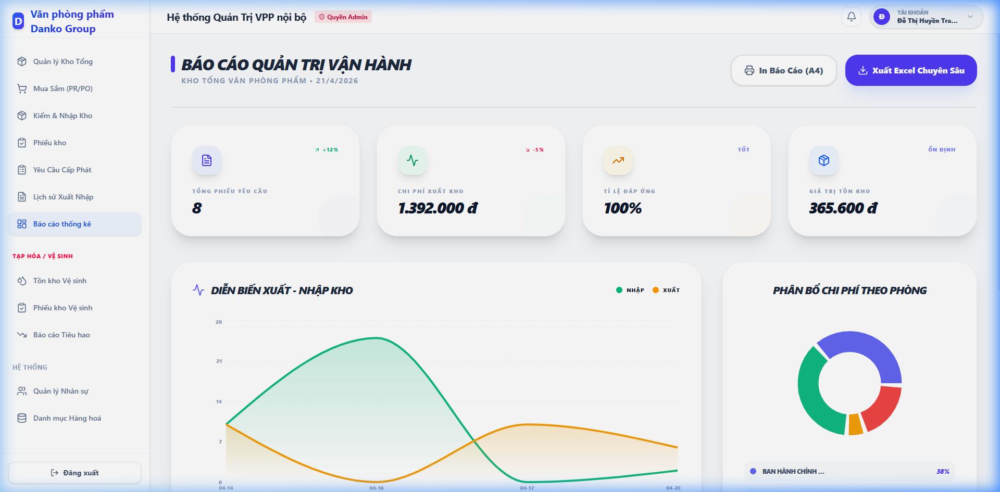 D
Văn phòng phẩm
Danko Group
Hệ thống Quản Trị VPP nội bộ
Quyền Admin
Đ
TÀI KHOẢN
Đỗ Thị Huyền Tra...
Quản lý Kho Tổng
Mua Sắm (PR/PO)
Kiểm & Nhập Kho
Phiếu kho
Yêu Cầu Cấp Phát
Lịch sử Xuất Nhập
Báo cáo thống kê
TẠP HÓA / VỆ SINH
Tồn kho Vệ sinh
Phiếu kho Vệ sinh
Báo cáo Tiêu hao
HỆ THỐNG
Quản lý Nhân sự
Danh mục Hàng hoá
Đăng xuất
BÁO CÁO QUẢN TRỊ VẬN HÀNH
KHO TỔNG VĂN PHÒNG PHẨM • 21/4/2026
In Báo Cáo (A4)
Xuất Excel Chuyên Sâu
+12%
TỔNG PHIẾU YÊU CẦU
8
-5%
CHI PHÍ XUẤT KHO
1.392.000 đ
TỐT
TỈ LỆ ĐÁP ỨNG
100%
ỔN ĐỊNH
GIÁ TRỊ TỒN KHO
365.600 đ
DIỄN BIẾN XUẤT - NHẬP KHO
NHẬP
XUẤT
28
21
14
7
0
04-14
04-16
04-17
04-20
PHÂN BỔ CHI PHÍ THEO PHÒNG
BAN HÀNH CHÍNH ...
38%